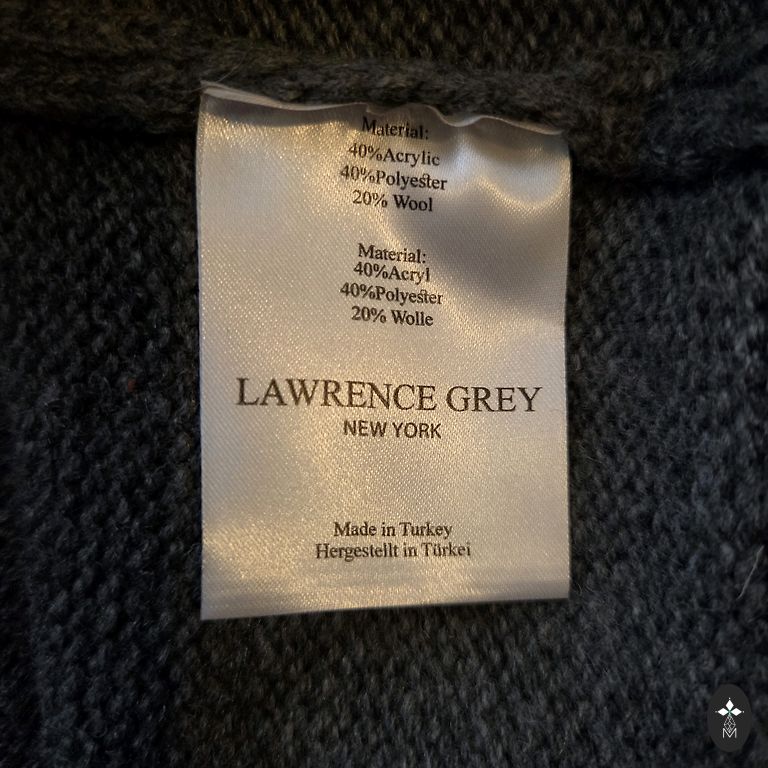 Material:
40%Acrylic
40%Polyester
20% Wool
Material:
40%Acryl
40%Polyester
20% Wolle
LAWRENCE GREY
NEW YORK
Made in Turkey
Hergestellt in Türkei
M